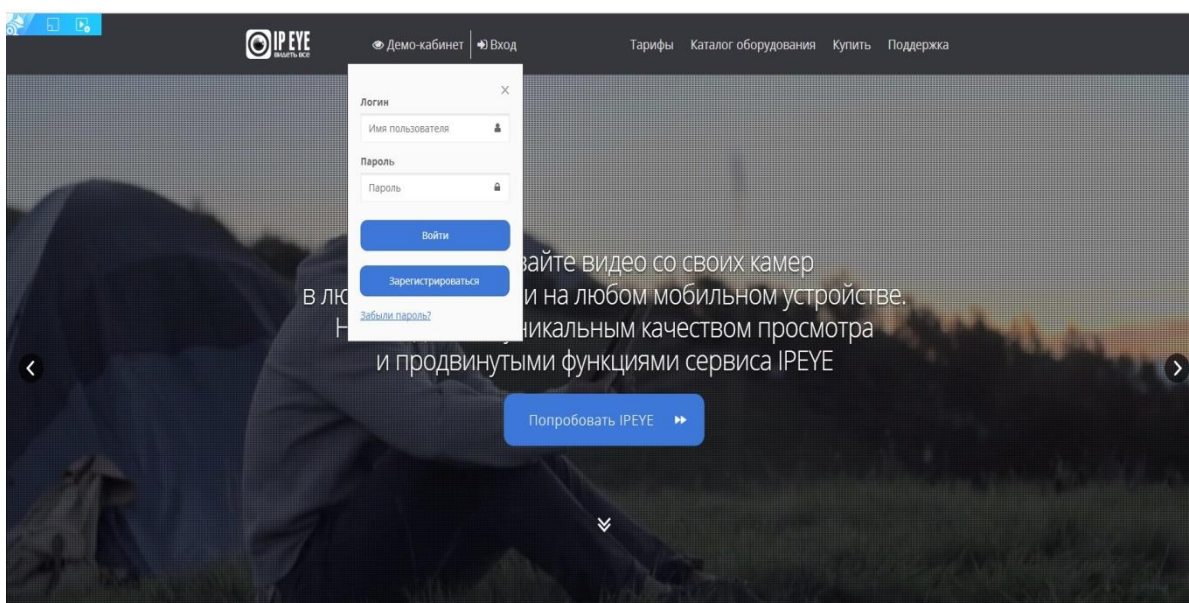 IP EYE
ВИДЕТЬ ВСЕ
Демо-кабинет
Вход
Тарифы
Каталог оборудования
Купить
Поддержка
Логин
Имя пользователя
Пароль
Пароль
Войти
Зарегистрироваться
Забыли пароль?
вайте видео со своих камер
в лю и на любом мобильном устройстве.
Н никальным качеством просмотра
и продвинутыми функциями сервиса IPEYE
Попробовать IPEYE